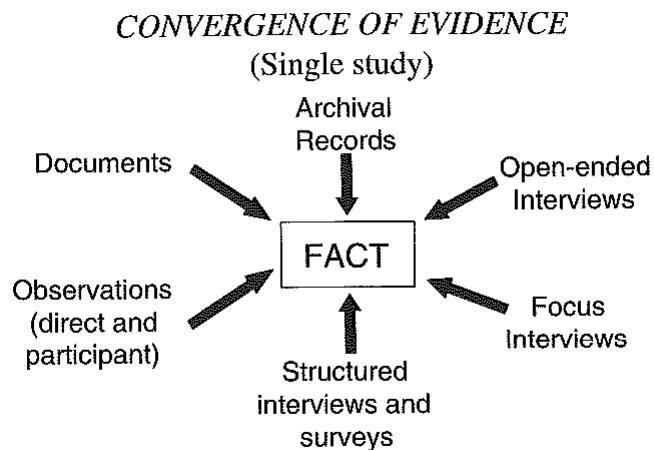 CONVERGENCE OF EVIDENCE
(Single study)
Archival
Records
Documents
Open-ended
Interviews
FACT
Observations
(direct and
participant)
Focus
Interviews
Structured
interviews and
surveys